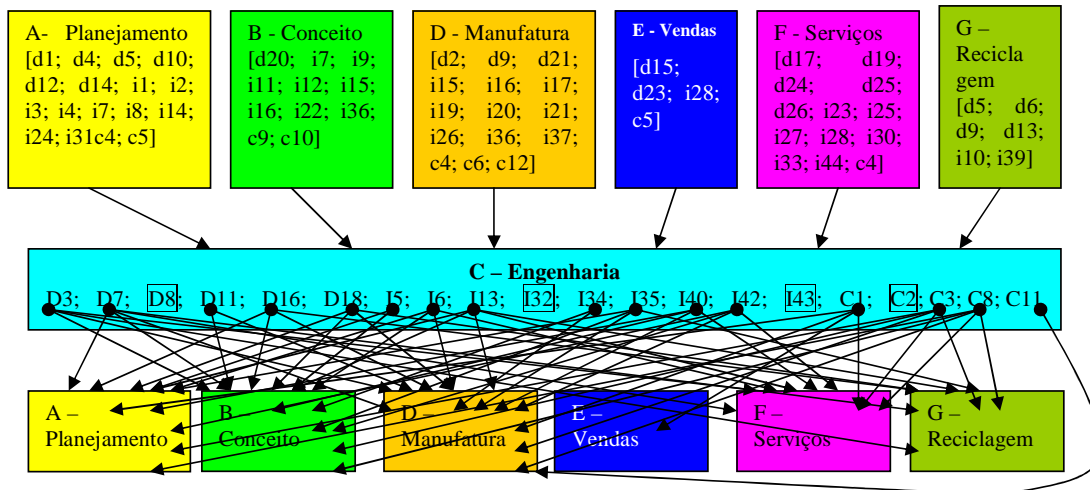 A- Planejamento
[d1; d4; d5; d10;
d12; d14; i1; i2;
i3; i4; i7; i8; i14;
i24; i31c4; c5]
B - Conceito
[d20; i7; i9;
i11; i12; i15;
i16; i22; i36;
c9; c10]
D - Manufatura
[d2; d9; d21;
i15; i16; i17;
i19; i20; i21;
i26; i36; i37;
c4; c6; c12]
E - Vendas
[d15;
d23; i28;
c5]
F - Serviços
[d17; d19;
d24; d25;
d26; i23; i25;
i27; i28; i30;
i33; i44; c4]
G –
Recicla
gem
[d5; d6;
d9; d13;
i10; i39]
C – Engenharia
D3; D7; D8; D11; D16; D18; I5; I6; I13; I32; I34; I35; I40; I42; I43; C1; C2; C3; C8; C11
A –
Planejamento
B –
Conceito
D –
Manufatura
E –
Vendas
F –
Serviços
G –
Reciclagem